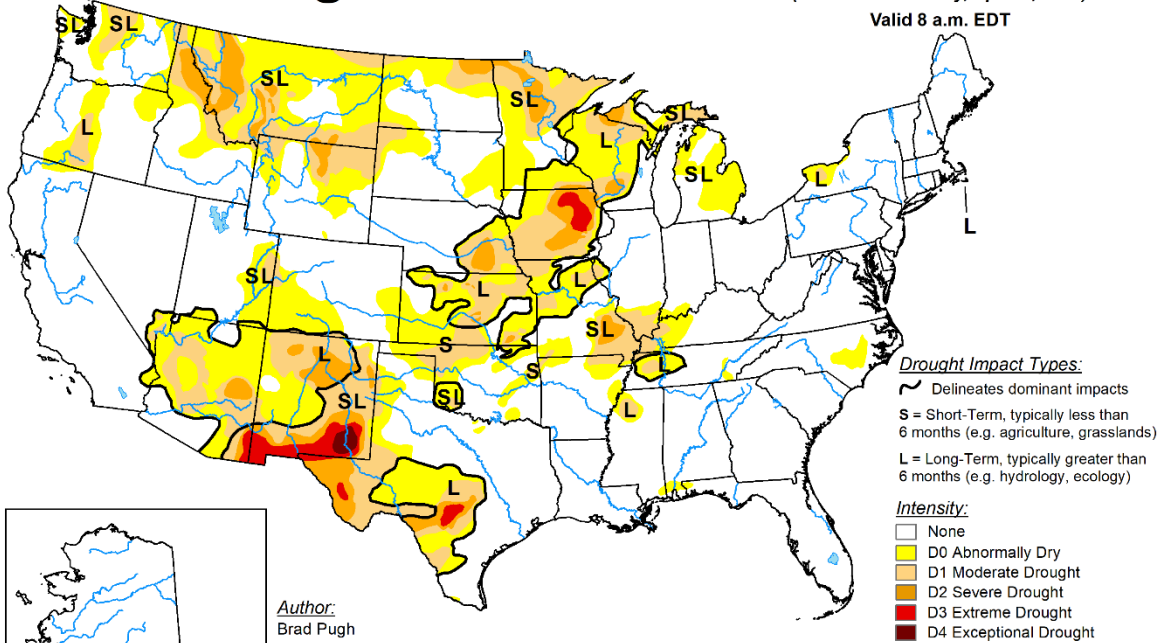 Valid 8 a.m. EDT
SL
SL
SL
SL
SL
L
L
SL
L
L
SL
L
L
SL
S
S
L
SL
SL
L
L
L
SL
L
Drought Impact Types:
Delineates dominant impacts
S = Short-Term, typically less than
6 months (e.g. agriculture, grasslands)
L = Long-Term, typically greater than
6 months (e.g. hydrology, ecology)
Intensity:
None
D0 Abnormally Dry
D1 Moderate Drought
D2 Severe Drought
D3 Extreme Drought
D4 Exceptional Drought
Author:
Brad Pugh